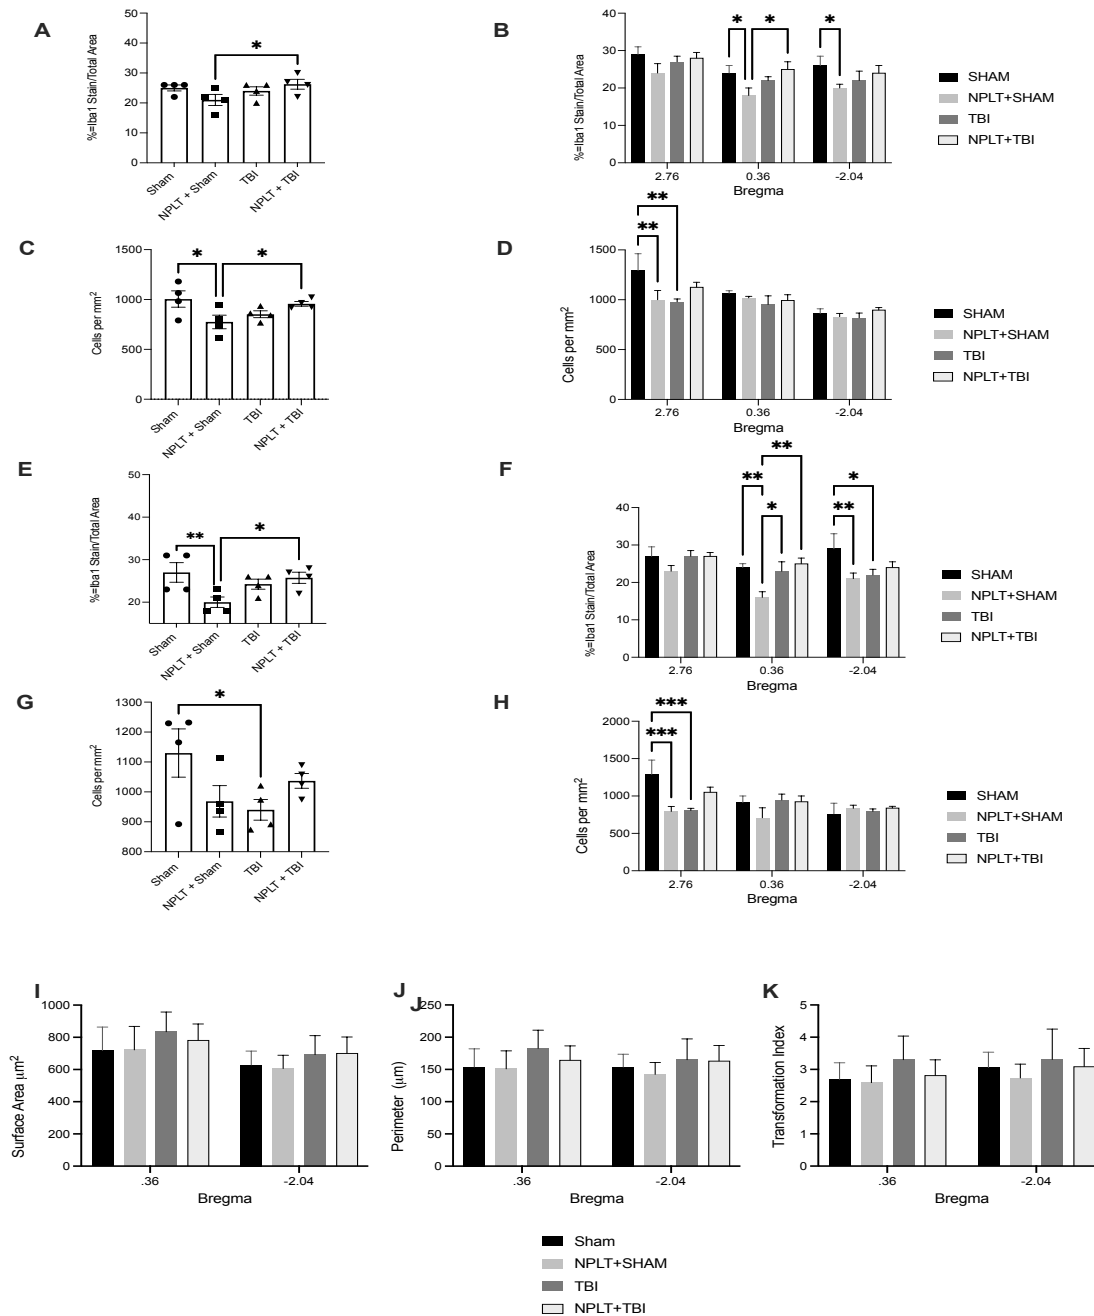 A
%=Iba1 Stain/Total Area
50
40
30
20
10
0
*
Sham
NPLT + Sham
TBI
NPLT + TBI
B
%=Iba1 Stain/Total Area
40
30
20
10
0
* * *
2.76 0.36 -2.04
Bregma
SHAM
NPLT+SHAM
TBI
NPLT+TBI
C
Cells per mm²
1500
1000
500
0
* *
Sham
NPLT + Sham
TBI
NPLT + TBI
D
Cells per mm²
1500
1000
500
0
**
**
2.76 0.36 -2.04
Bregma
SHAM
NPLT+SHAM
TBI
NPLT+TBI
E
%=Iba1 Stain/Total Area
50
40
30
20
** *
Sham
NPLT + Sham
TBI
NPLT + TBI
F
%=Iba1 Stain/Total Area
40
30
20
10
0
**
** *
* **
2.76 0.36 -2.04
Bregma
SHAM
NPLT+SHAM
TBI
NPLT+TBI
G
Cells per mm²
1300
1200
1100
1000
900
800
*
Sham
NPLT + Sham
TBI
NPLT + TBI
H
Cells per mm²
2000
1500
1000
500
0
***
***
2.76 0.36 -2.04
Bregma
SHAM
NPLT+SHAM
TBI
NPLT+TBI
I
Surface Area µm²
1000
800
600
400
200
0
.36 -2.04
Bregma
J
J
Perimeter (µm)
250
200
150
100
50
0
.36 -2.04
Bregma
K
Transformation Index
5
4
3
2
1
0
.36 -2.04
Bregma
Sham
NPLT+SHAM
TBI
NPLT+TBI